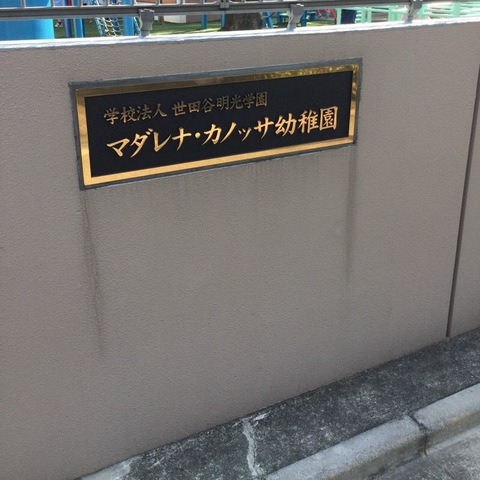 学校法人 世田谷明光学園
マダレナ・カノッサ幼稚園